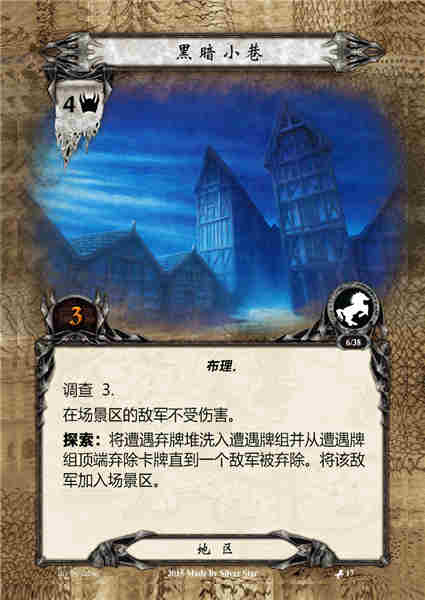 黑暗小巷
4
3
6/38
布理.
调查 3.
在场景区的敌军不受伤害。
探索：将遭遇弃牌堆洗入遭遇牌组并从遭遇牌
组顶端弃除卡牌直到一个敌军被弃除。将该敌
军加入场景区。
地区
2015 Made by Silver Star
17